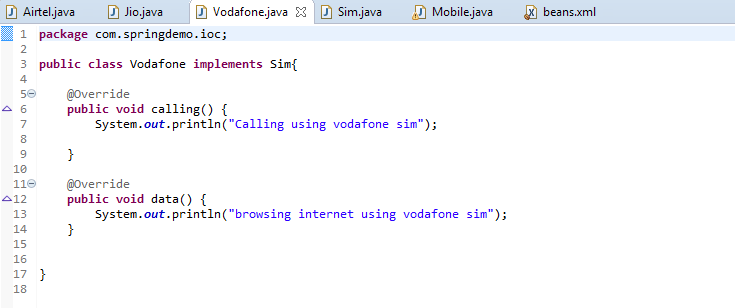 Airtel.java Jio.java Vodafone.java Sim.java Mobile.java beans.xml
1 package com.springdemo.ioc;
2
3 public class Vodafone implements Sim{
4
5 @Override
6 public void calling() {
7 System.out.println("Calling using vodafone sim");
8
9 }
10
11 @Override
12 public void data() {
13 System.out.println("browsing internet using vodafone sim");
14 }
15
16
17 }
18